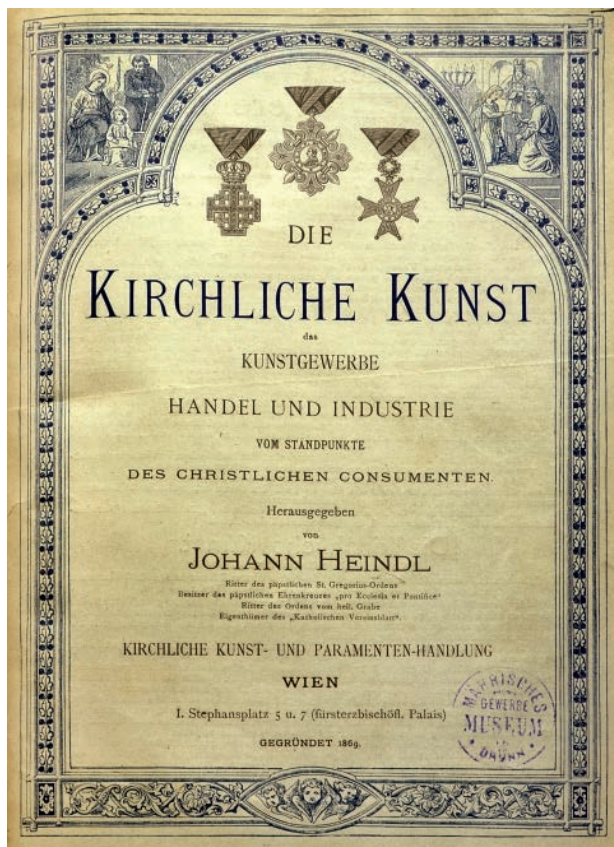 DIE
KIRCHLICHE KUNST
das
KUNSTGEWERBE
HANDEL UND INDUSTRIE
VOM STANDPUNKTE
DES CHRISTLICHEN CONSUMENTEN.
Herausgegeben
von
JOHANN HEINDL
Ritter des päpstlichen St. Gregorius-Ordens
Besitzer des päpstlichen Ehrenkreuzes „pro Ecclesia et Pontifice“
Ritter des Ordens vom heil. Grabe
Eigenthümer des „Katholischen Vereinsblatt“.
KIRCHLICHE KUNST- UND PARAMENTEN-HANDLUNG
WIEN
I. Stephansplatz 5 u. 7 (fürsterzbischöfl. Palais)
GEGRÜNDET 1869.
MÄHRISCHES
GEWERBE
MUSEUM
BRÜNN